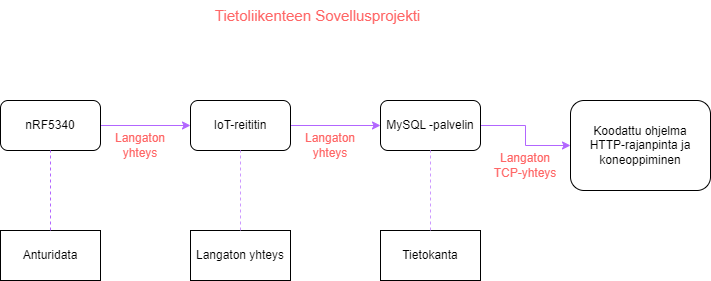 Tietoliikenteen Sovellusprojekti
nRF5340
Langaton
yhteys
IoT-reititin
Langaton
yhteys
MySQL -palvelin
Langaton
TCP-yhteys
Koodattu ohjelma
HTTP-rajanpinta ja
koneoppiminen
Anturidata
Langaton yhteys
Tietokanta